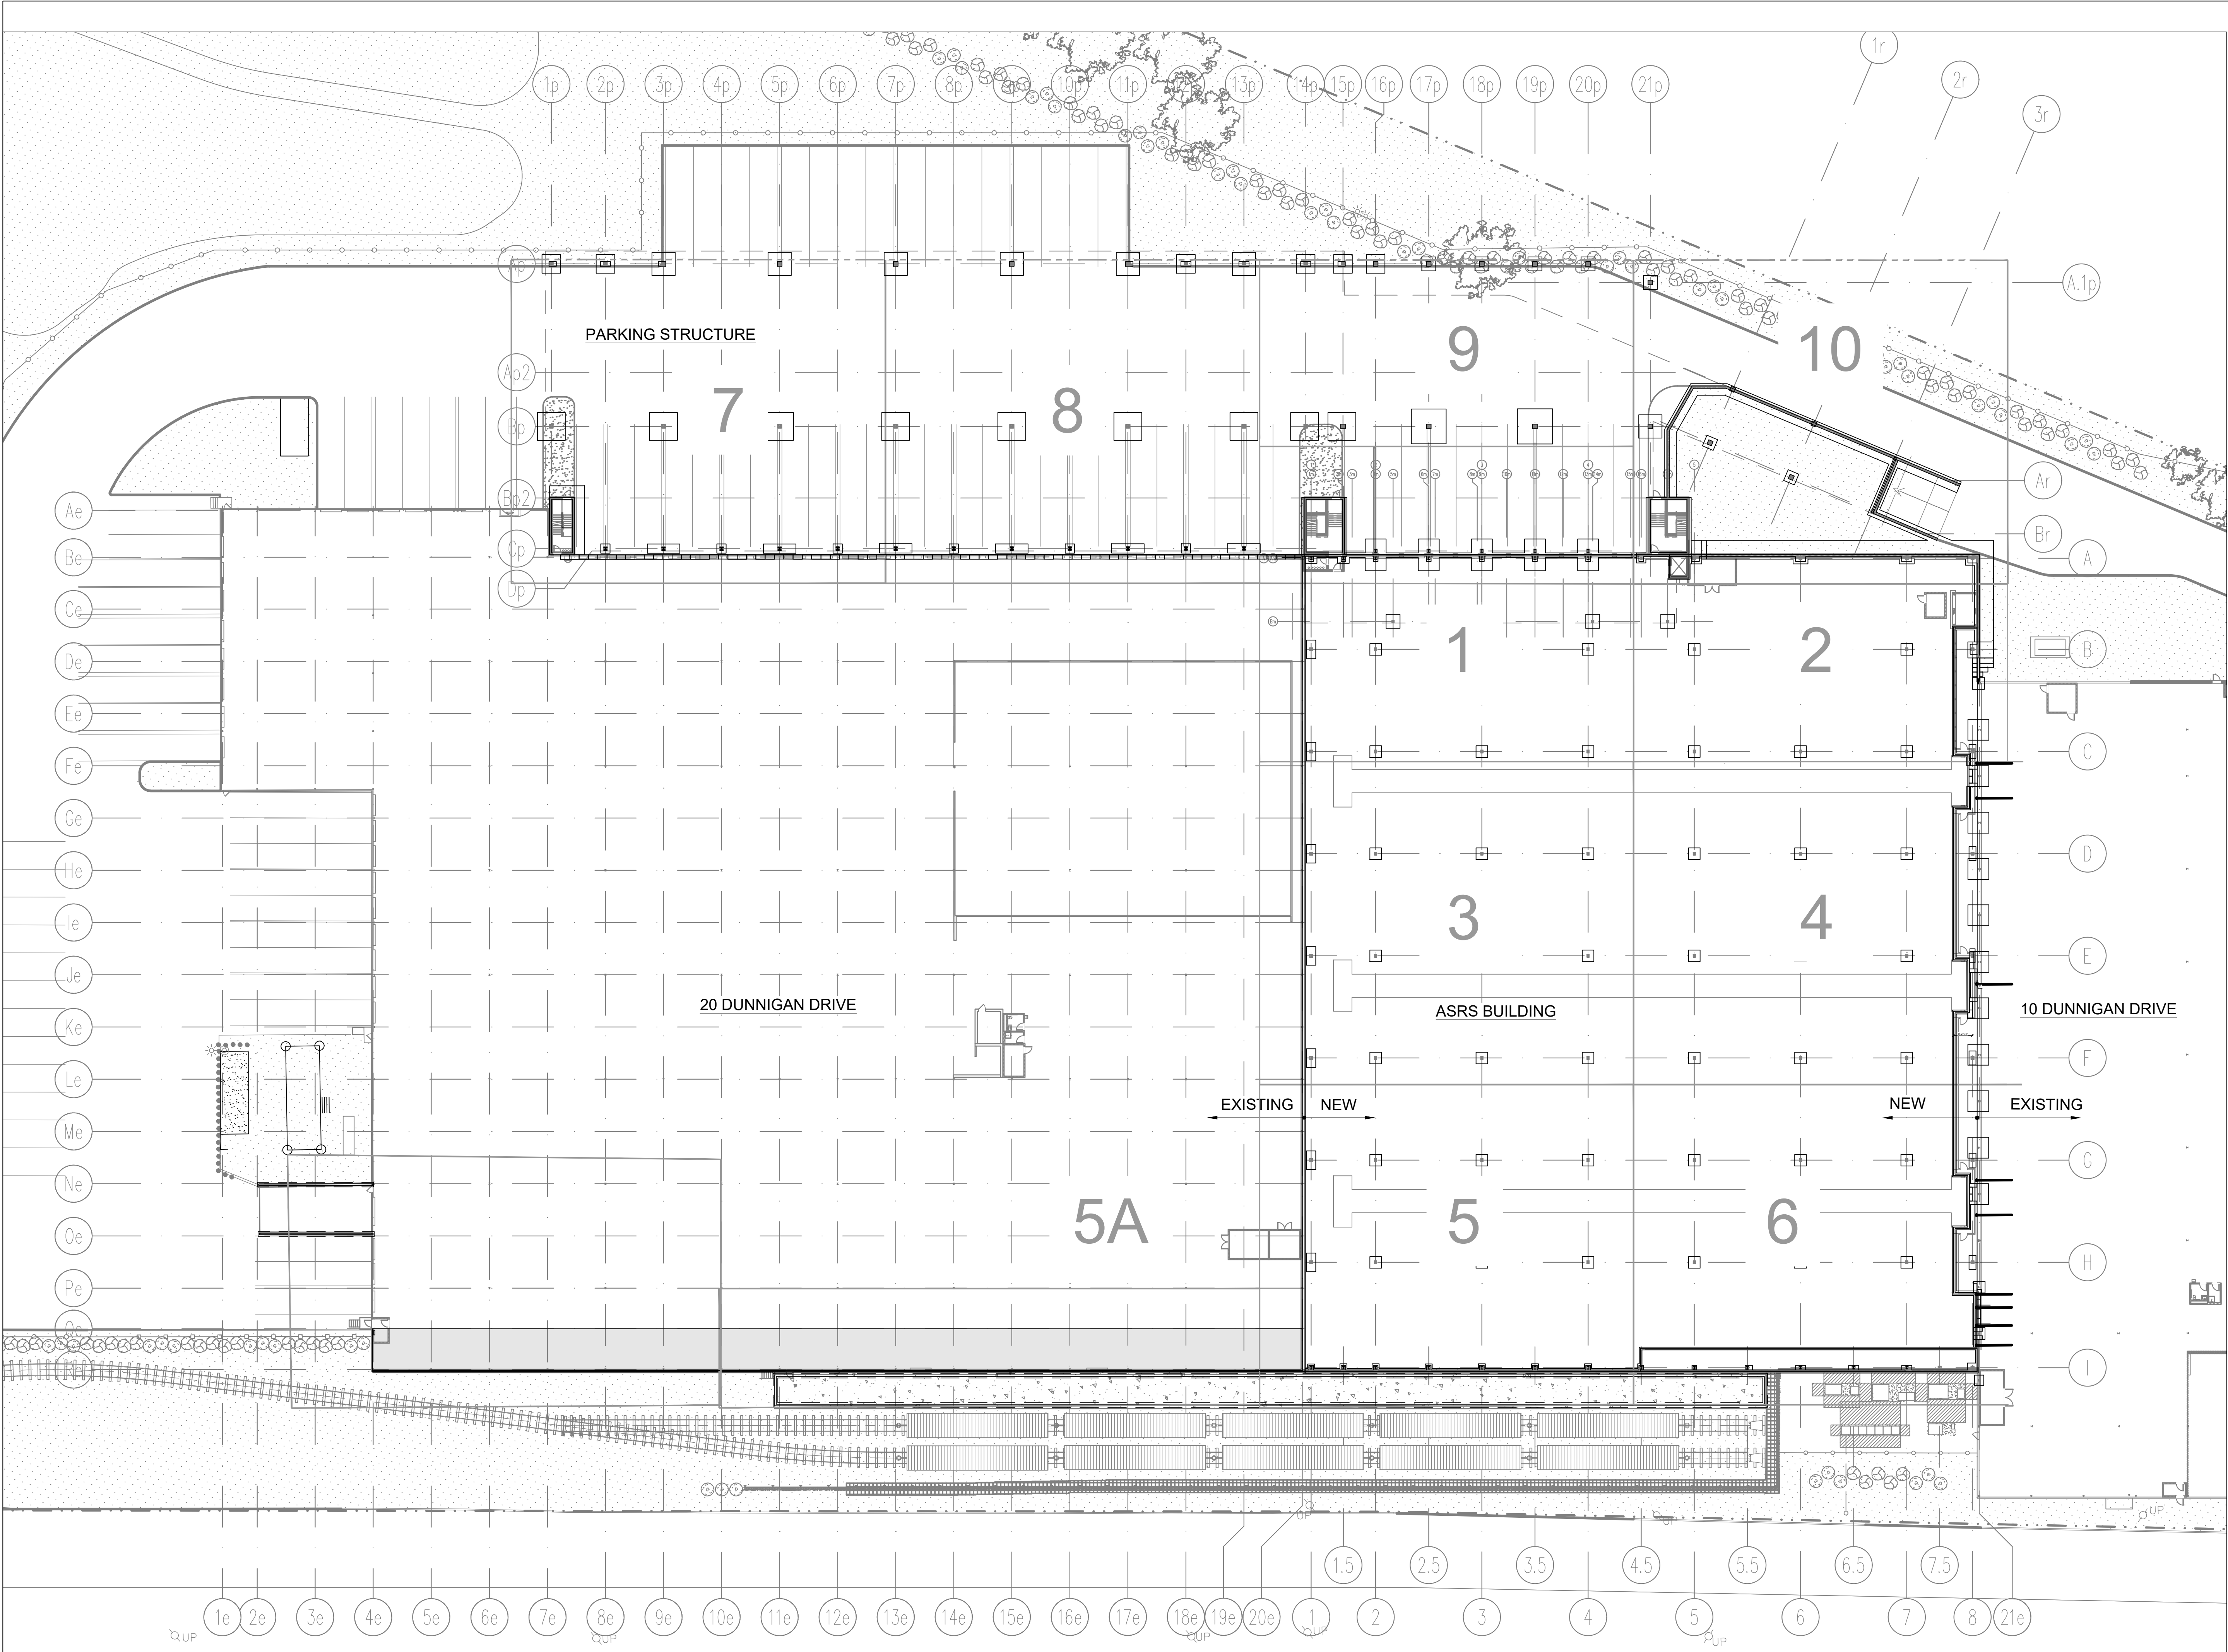 1r
2r
3r
1p 2p 3p 4p 5p 6p 7p 8p 10p 11p 13p 14p 15p 16p 17p 18p 19p 20p 21p
Ap
A.1p
PARKING STRUCTURE
9
10
Ap2
7
8
Bp
Bp2
Ar
Ae
Br
Cp
Be
A
Dp
Ce
1
2
B
De
Ee
Fe
C
Ge
He
D
Ie
3
4
E
Je
20 DUNNIGAN DRIVE
ASRS BUILDING
10 DUNNIGAN DRIVE
Ke
F
Le
EXISTING
NEW
NEW
EXISTING
Me
G
Ne
5A
5
6
Oe
H
Pe
Qe
I
UP
UP
UP
1.5 2.5 3.5 4.5 5.5 6.5 7.5
1e 2e 3e 4e 5e 6e 7e 8e 9e 10e 11e 12e 13e 14e 15e 16e 17e 18e 19e 20e 1 2 3 4 5 6 7 8 21e
UP
UP
UP
UP
UP